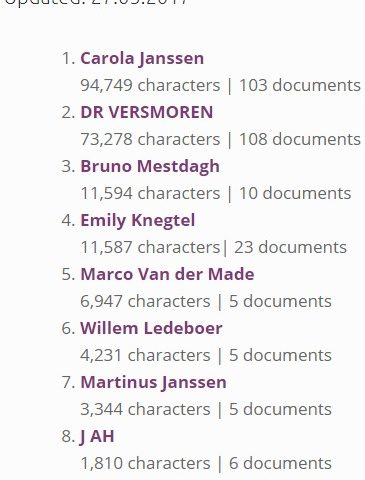 Updated: 27.03.2017
1. Carola Janssen
94,749 characters | 103 documents
2. DR VERSMOREN
73,278 characters | 108 documents
3. Bruno Mestdagh
11,594 characters | 10 documents
4. Emily Knegtel
11,587 characters| 23 documents
5. Marco Van der Made
6,947 characters | 5 documents
6. Willem Ledeboer
4,231 characters | 5 documents
7. Martinus Janssen
3,344 characters | 5 documents
8. J AH
1,810 characters | 6 documents